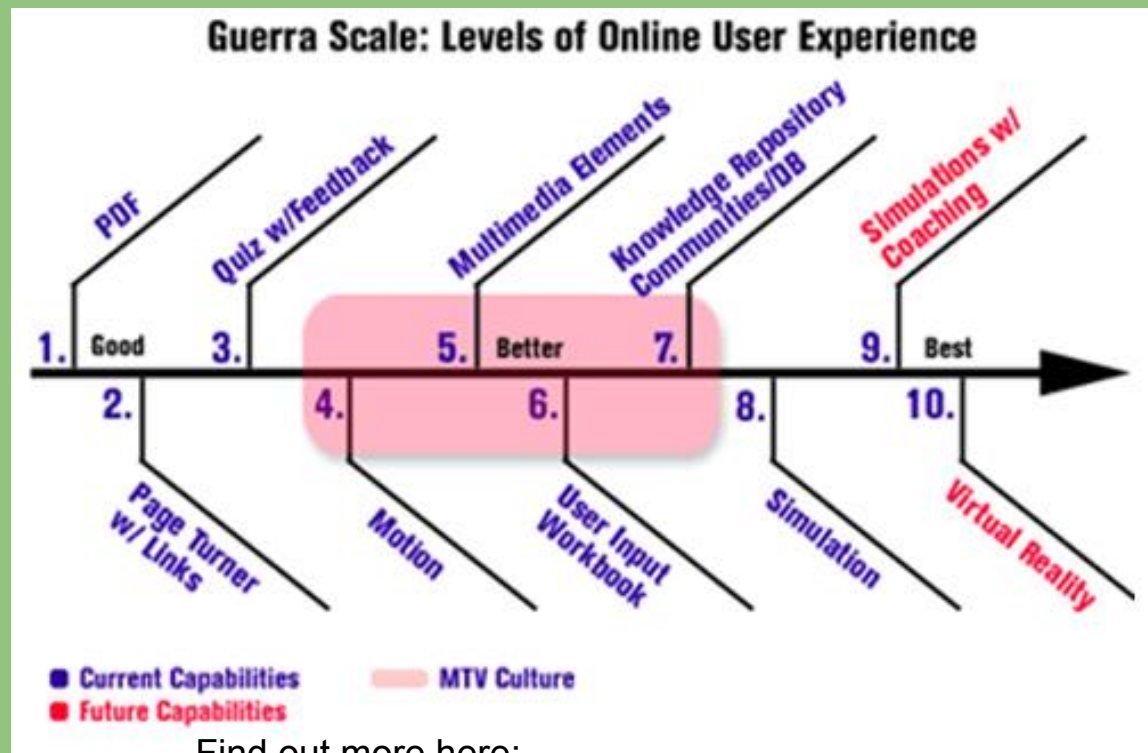 Guerra Scale: Levels of Online User Experience
PDF
Quiz w/Feedback
Multimedia Elements
Knowledge Repository
Communities/DB
Simulations w/
Coaching
1. Good
3.
5. Better
7.
9. Best
2.
4.
6.
8.
10.
Page Turner
w/ Links
Motion
User Input
Workbook
Simulation
Virtual Reality
Current Capabilities
MTV Culture
Future Capabilities
Find out more here: